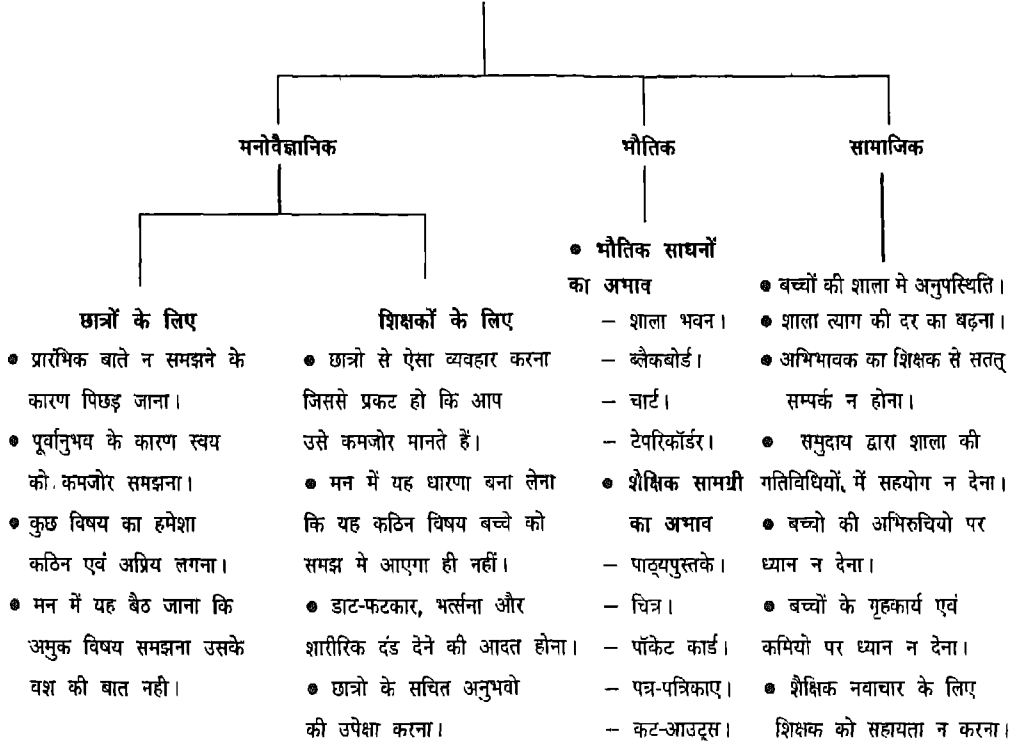 मनोवैज्ञानिक
छात्रों के लिए
● प्रारंभिक बाते न समझने के
कारण पिछड़ जाना।
● पूर्वानुभव के कारण स्वय
को कमजोर समझना।
● कुछ विषय का हमेशा
कठिन एवं अप्रिय लगना।
● मन में यह बैठ जाना कि
अमुक विषय समझना उसके
वश की बात नही।
शिक्षकों के लिए
● छात्रो से ऐसा व्यवहार करना
जिससे प्रकट हो कि आप
उसे कमजोर मानते हैं।
● मन में यह धारणा बना लेना
कि यह कठिन विषय बच्चे को
समझ मे आएगा ही नहीं।
● डाट-फटकार, भर्त्सना और
शारीरिक दंड देने की आदत होना।
● छात्रो के सचित अनुभवो
की उपेक्षा करना।
भौतिक
● भौतिक साधनों
का अभाव
– शाला भवन।
– ब्लैकबोर्ड।
– चार्ट।
– टेपरिकॉर्डर।
● शैक्षिक सामग्री
का अभाव
– पाठ्यपुस्तके।
– चित्र।
– पॉकेट कार्ड।
– पत्र-पत्रिकाए।
– कट-आउट्स।
सामाजिक
● बच्चों की शाला मे अनुपस्थिति।
● शाला त्याग की दर का बढ़ना।
● अभिभावक का शिक्षक से सतत्
सम्पर्क न होना।
● समुदाय द्वारा शाला की
गतिविधियों में सहयोग न देना।
● बच्चो की अभिरुचियो पर
ध्यान न देना।
● बच्चों के गृहकार्य एवं
कमियो पर ध्यान न देना।
● शैक्षिक नवाचार के लिए
शिक्षक को सहायता न करना।